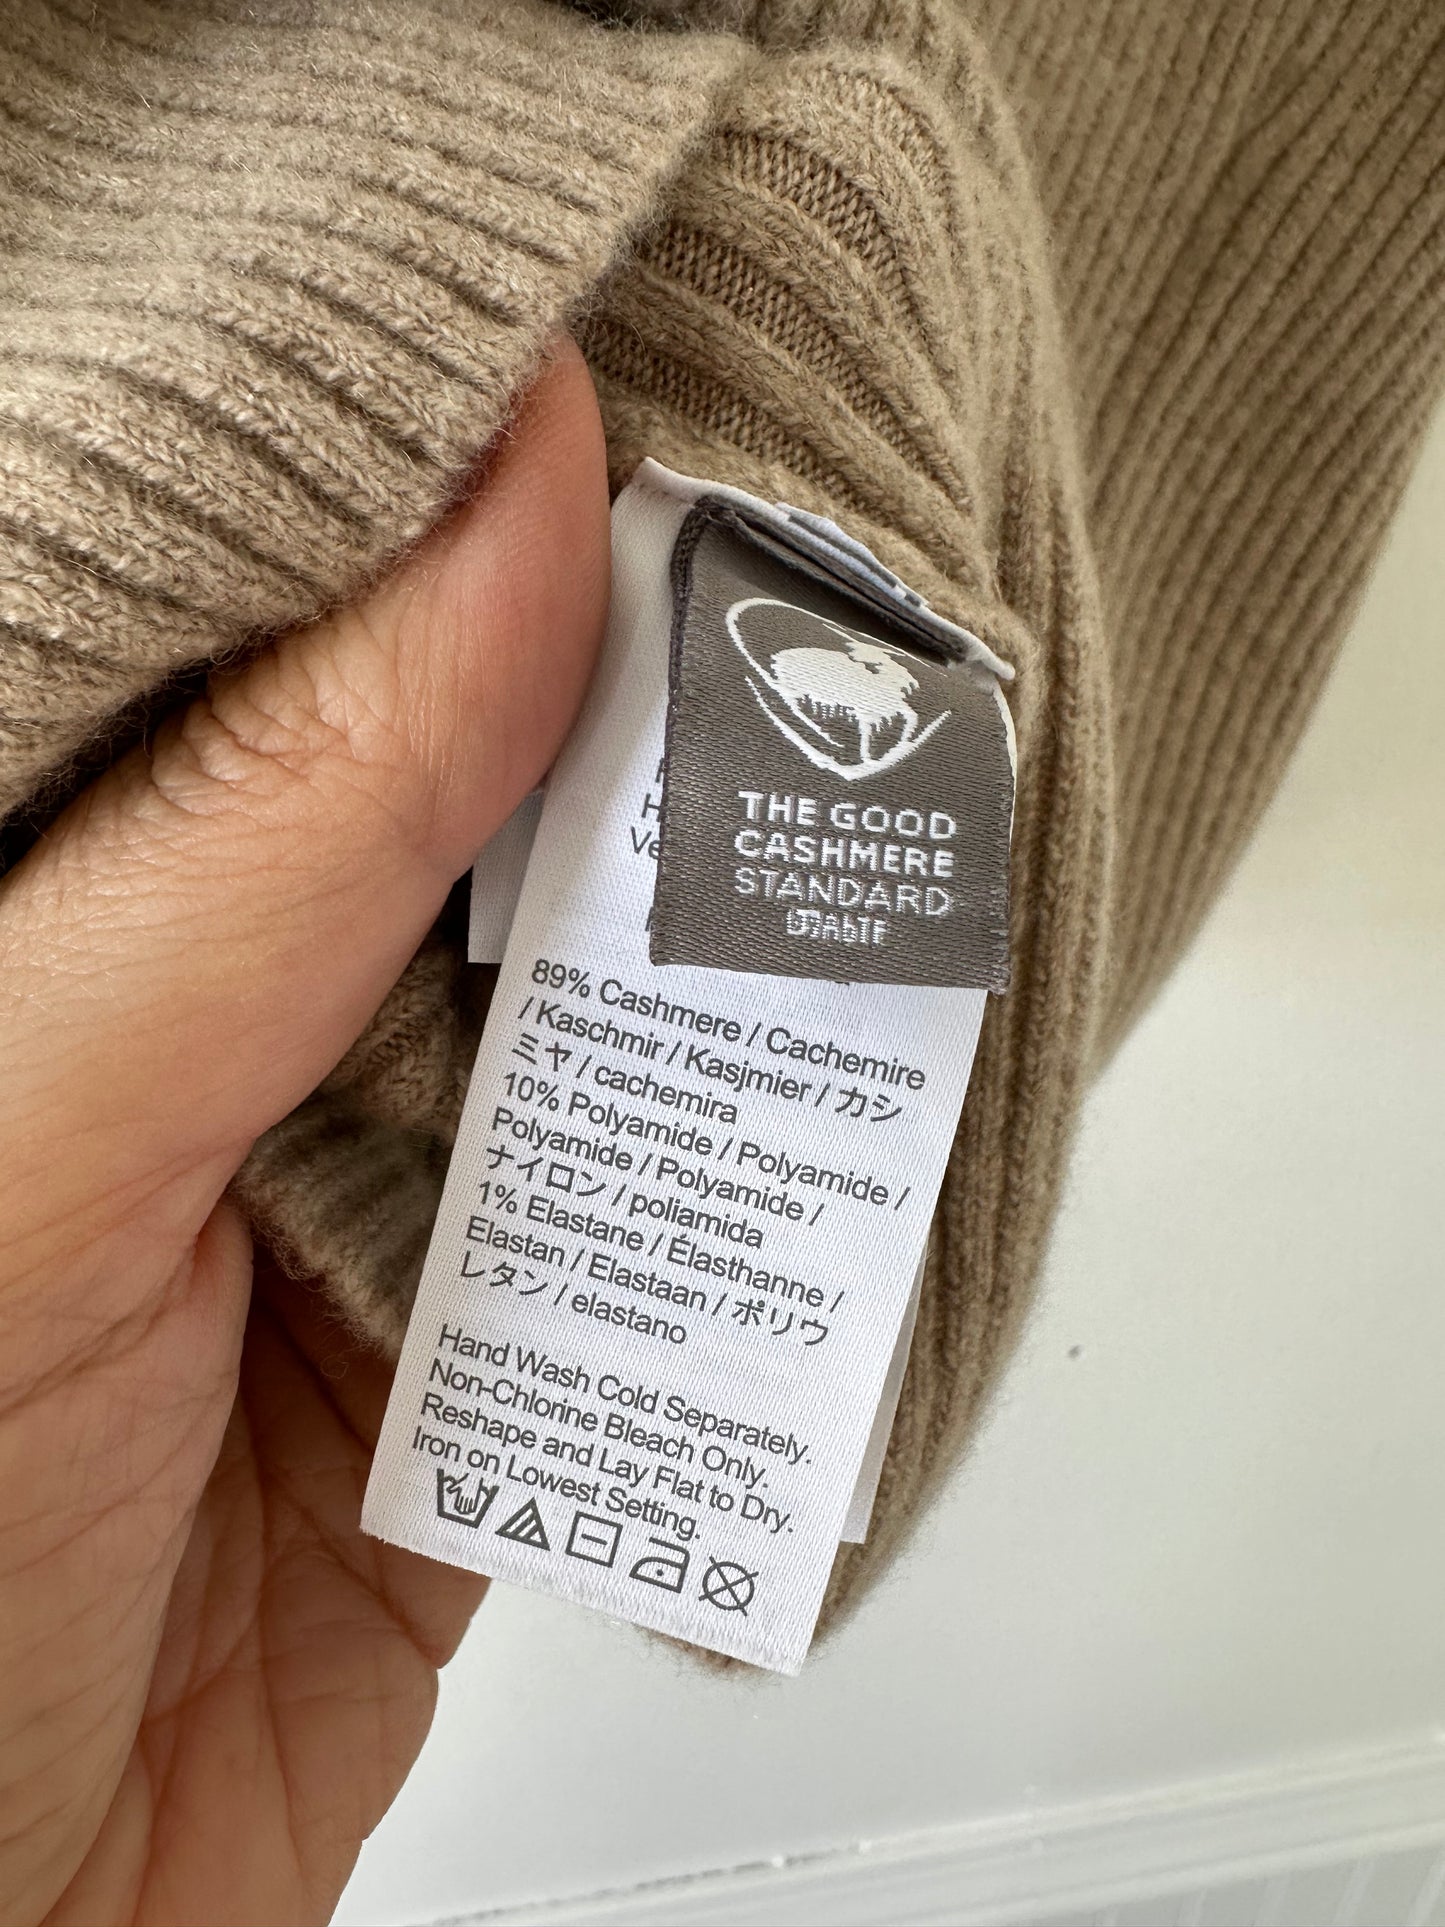 THE GOOD
CASHMERE
STANDARD
H
Ve
89% Cashmere / Cachemire
/ Kaschmir / Kasjmier / カシ
ミヤ / cachemira
10% Polyamide / Polyamide /
Polyamide / Polyamide /
ナイロン / poliamida
1% Elastane / Élasthanne /
Elastan / Elastaan / ポリウ
レタン / elastano
Hand Wash Cold Separately.
Non-Chlorine Bleach Only.
Reshape and Lay Flat to Dry.
Iron on Lowest Setting.